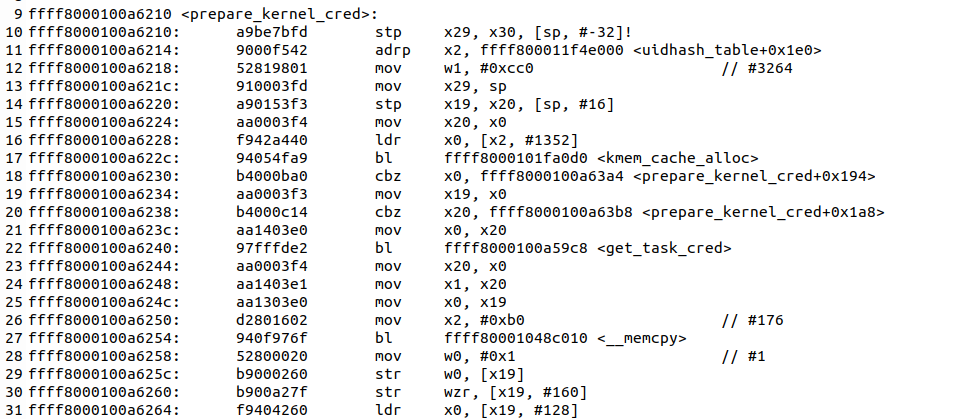 9 ffff8000100a6210 <prepare_kernel_cred>:
10 ffff8000100a6210: a9be7bfd stp x29, x30, [sp, #-32]!
11 ffff8000100a6214: 9000f542 adrp x2, ffff800011f4e000 <uidhash_table+0x1e0>
12 ffff8000100a6218: 52819801 mov w1, #0xcc0 // #3264
13 ffff8000100a621c: 910003fd mov x29, sp
14 ffff8000100a6220: a90153f3 stp x19, x20, [sp, #16]
15 ffff8000100a6224: aa0003f4 mov x20, x0
16 ffff8000100a6228: f942a440 ldr x0, [x2, #1352]
17 ffff8000100a622c: 94054fa9 bl ffff8000101fa0d0 <kmem_cache_alloc>
18 ffff8000100a6230: b4000ba0 cbz x0, ffff8000100a63a4 <prepare_kernel_cred+0x194>
19 ffff8000100a6234: aa0003f3 mov x19, x0
20 ffff8000100a6238: b4000c14 cbz x20, ffff8000100a63b8 <prepare_kernel_cred+0x1a8>
21 ffff8000100a623c: aa1403e0 mov x0, x20
22 ffff8000100a6240: 97fffde2 bl ffff8000100a59c8 <get_task_cred>
23 ffff8000100a6244: aa0003f4 mov x20, x0
24 ffff8000100a6248: aa1403e1 mov x1, x20
25 ffff8000100a624c: aa1303e0 mov x0, x19
26 ffff8000100a6250: d2801602 mov x2, #0xb0 // #176
27 ffff8000100a6254: 940f976f bl ffff80001048c010 <__memcpy>
28 ffff8000100a6258: 52800020 mov w0, #0x1 // #1
29 ffff8000100a625c: b9000260 str w0, [x19]
30 ffff8000100a6260: b900a27f str wzr, [x19, #160]
31 ffff8000100a6264: f9404260 ldr x0, [x19, #128]